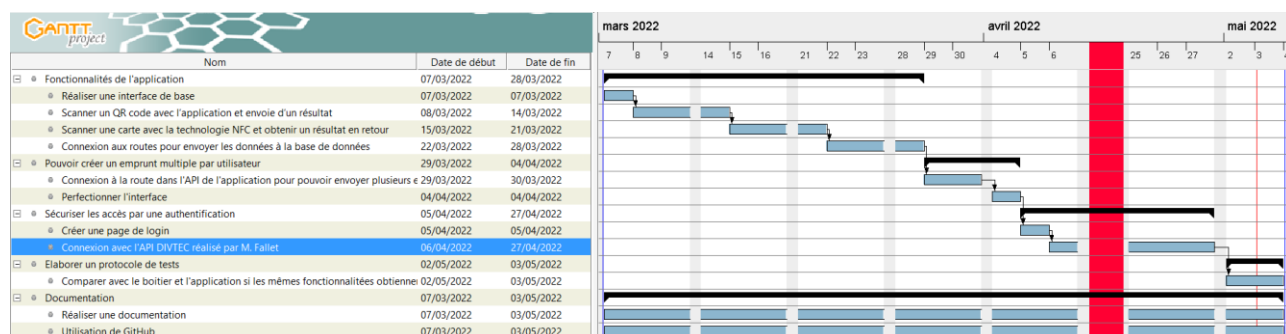 GANTT project
mars 2022 avril 2022 mai 2022
Nom Date de début Date de fin
7 8 9 14 15 16 21 22 23 28 29 30 4 5 6 25 26 27 2 3 4
Fonctionnalités de l'application 07/03/2022 28/03/2022
Réaliser une interface de base 07/03/2022 07/03/2022
Scanner un QR code avec l'application et envoie d'un résultat 08/03/2022 14/03/2022
Scanner une carte avec la technologie NFC et obtenir un résultat en retour 15/03/2022 21/03/2022
Connexion aux routes pour envoyer les données à la base de données 22/03/2022 28/03/2022
Pouvoir créer un emprunt multiple par utilisateur 29/03/2022 04/04/2022
Connexion à la route dans l'API de l'application pour pouvoir envoyer plusieurs e 29/03/2022 30/03/2022
Perfectionner l'interface 04/04/2022 04/04/2022
Sécuriser les accès par une authentification 05/04/2022 27/04/2022
Créer une page de login 05/04/2022 05/04/2022
Connexion avec l'API DIVTEC réalisé par M. Fallet 06/04/2022 27/04/2022
Elaborer un protocole de tests 02/05/2022 03/05/2022
Comparer avec le boitier et l'application si les mêmes fonctionnalitées obtienne 02/05/2022 03/05/2022
Documentation 07/03/2022 03/05/2022
Réaliser une documentation 07/03/2022 03/05/2022
Utilisation de GitHub 07/03/2022 03/05/2022